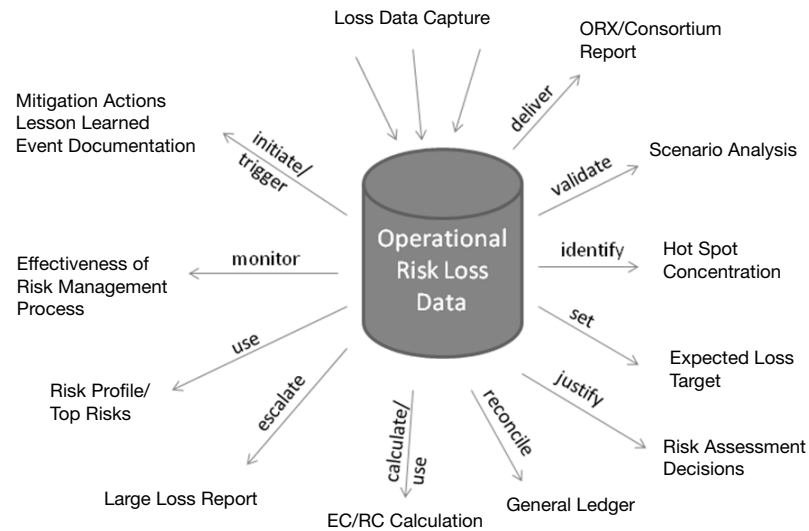 Loss Data Capture
ORX/Consortium
Report
deliver
Mitigation Actions
Lesson Learned
Event Documentation
initiate/
trigger
validate
Scenario Analysis
Operational
Risk Loss
Data
Effectiveness of
Risk Management
Process
monitor
identify
Hot Spot
Concentration
use
set
Expected Loss
Target
Risk Profile/
Top Risks
escalate
calculate/
use
reconcile
justify
Risk Assessment
Decisions
Large Loss Report
EC/RC Calculation
General Ledger